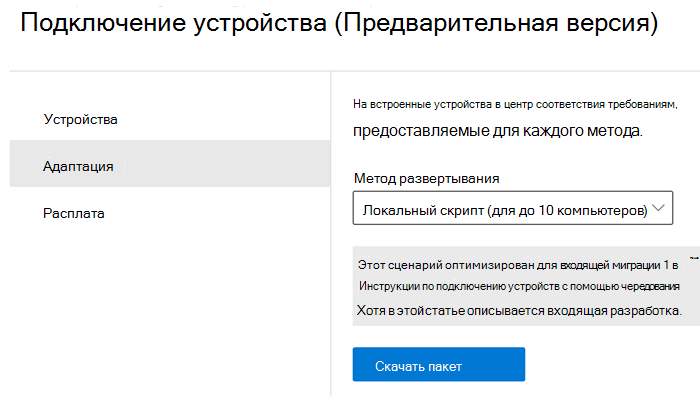 Подключение устройства (Предварительная версия)
Устройства
Адаптация
Расплата
На встроенные устройства в центр соответствия требованиям,
предоставляемые для каждого метода.
Метод развертывания
Локальный скрипт (для до 10 компьютеров)
Этот сценарий оптимизирован для входящей миграции 1 в
Инструкции по подключению устройств с помощью чередования
Хотя в этой статье описывается входящая разработка.
Скачать пакет